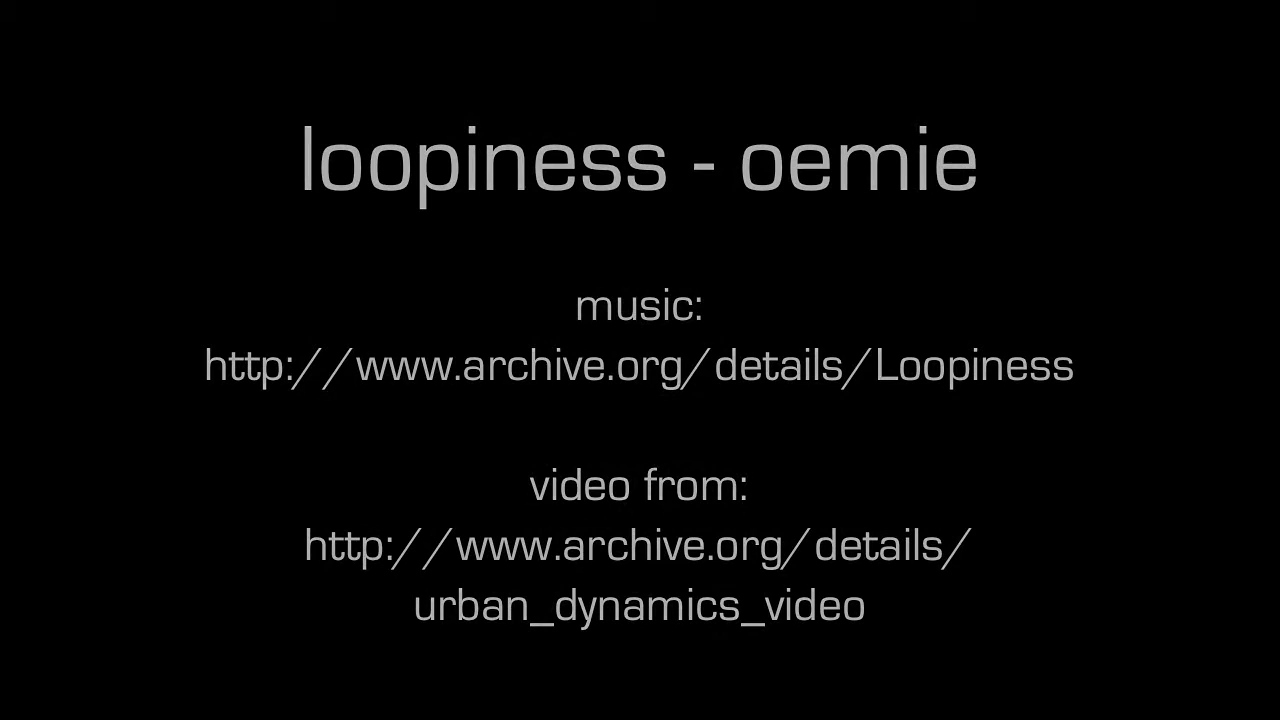 loopiness - oemie
music:
http://www.archive.org/details/Loopiness
video from:
http://www.archive.org/details/
urban_dynamics_video